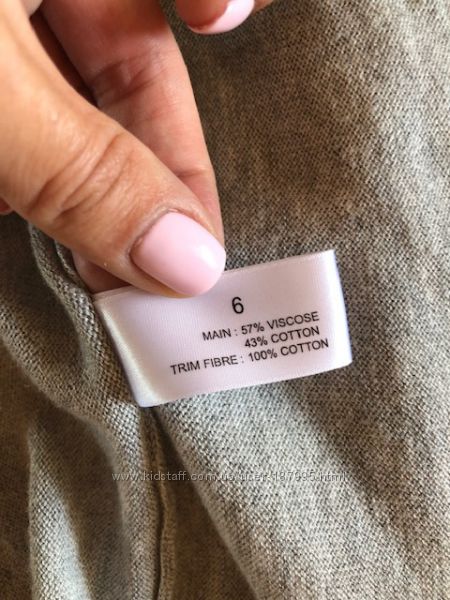 6
MAIN : 57% VISCOSE
43% COTTON
TRIM FIBRE : 100% COTTON